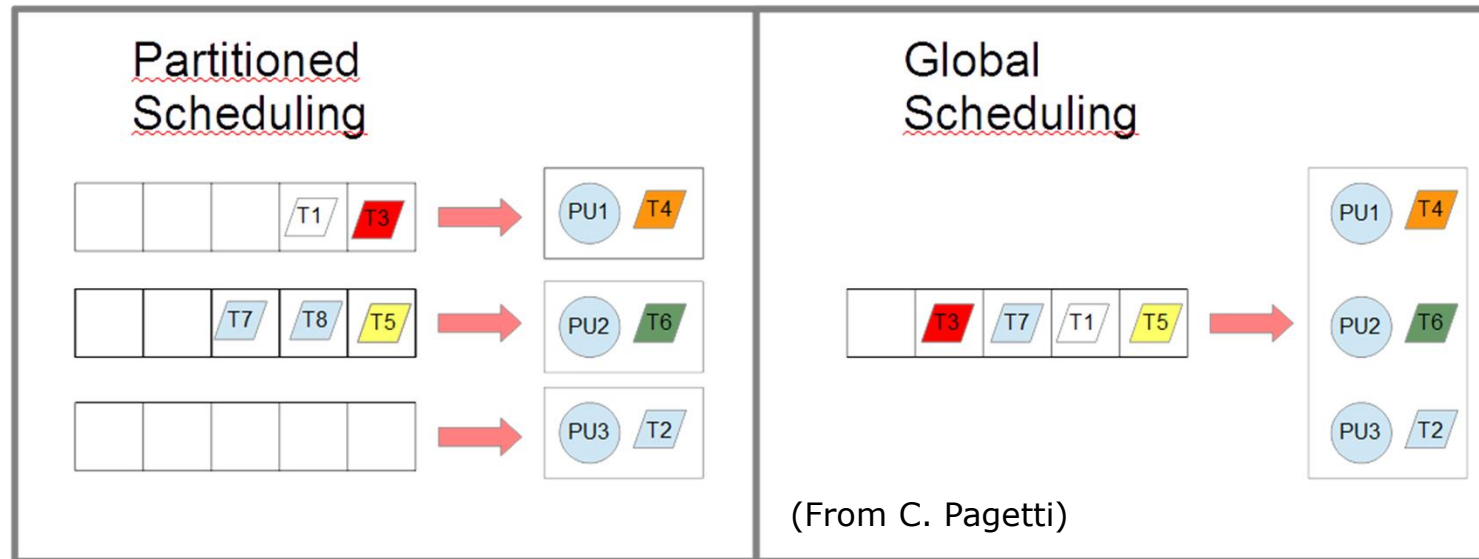 Partitioned
Scheduling
T1 T3 PU1 T4
T7 T8 T5 PU2 T6
PU3 T2
Global
Scheduling
PU1 T4
T3 T7 T1 T5 PU2 T6
PU3 T2
(From C. Pagetti)